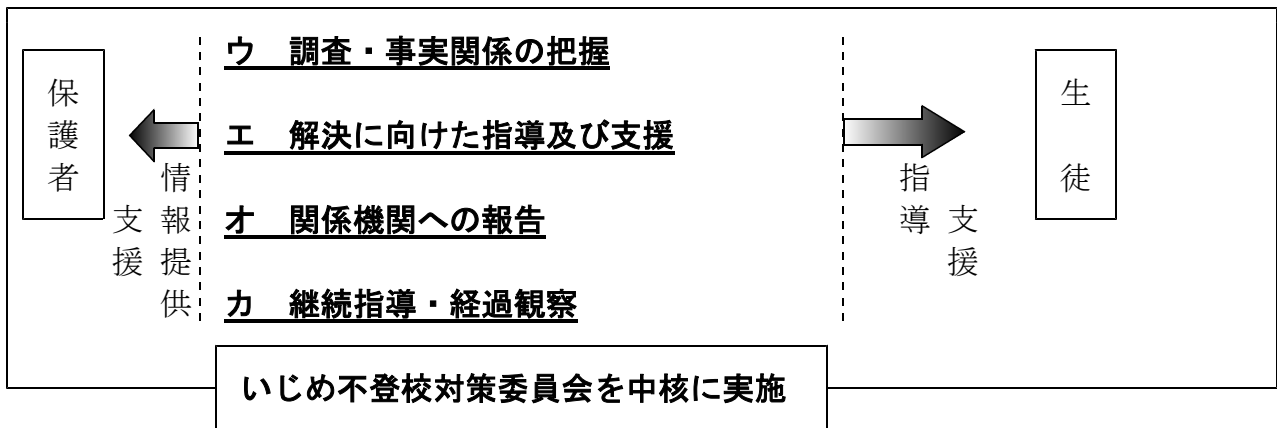 保護者
情報提供
支援
ウ　調査・事実関係の把握
エ　解決に向けた指導及び支援
オ　関係機関への報告
カ　継続指導・経過観察
指導
支援
生徒
いじめ不登校対策委員会を中核に実施